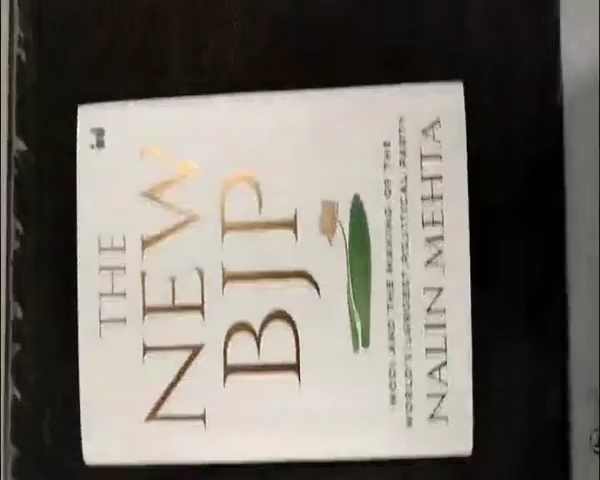 THE
NEW
BJP
MODI AND THE MAKING OF THE
WORLD'S LARGEST POLITICAL PARTY
NALIN MEHTA